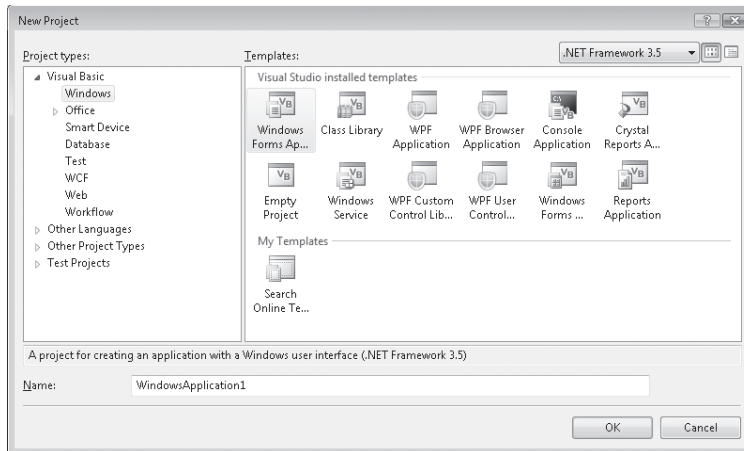 New Project
Project types:
Templates:
.NET Framework 3.5
Visual Basic
Windows
Office
Smart Device
Database
Test
WCF
Web
Workflow
Other Languages
Other Project Types
Test Projects
Visual Studio installed templates
Windows Forms Ap...
Class Library
WPF Application
WPF Browser Application
Console Application
Crystal Reports A...
Empty Project
Windows Service
WPF Custom Control Lib...
WPF User Control...
Windows Forms ...
Reports Application
My Templates
Search Online Te...
A project for creating an application with a Windows user interface (.NET Framework 3.5)
Name:
WindowsApplication1
OK
Cancel